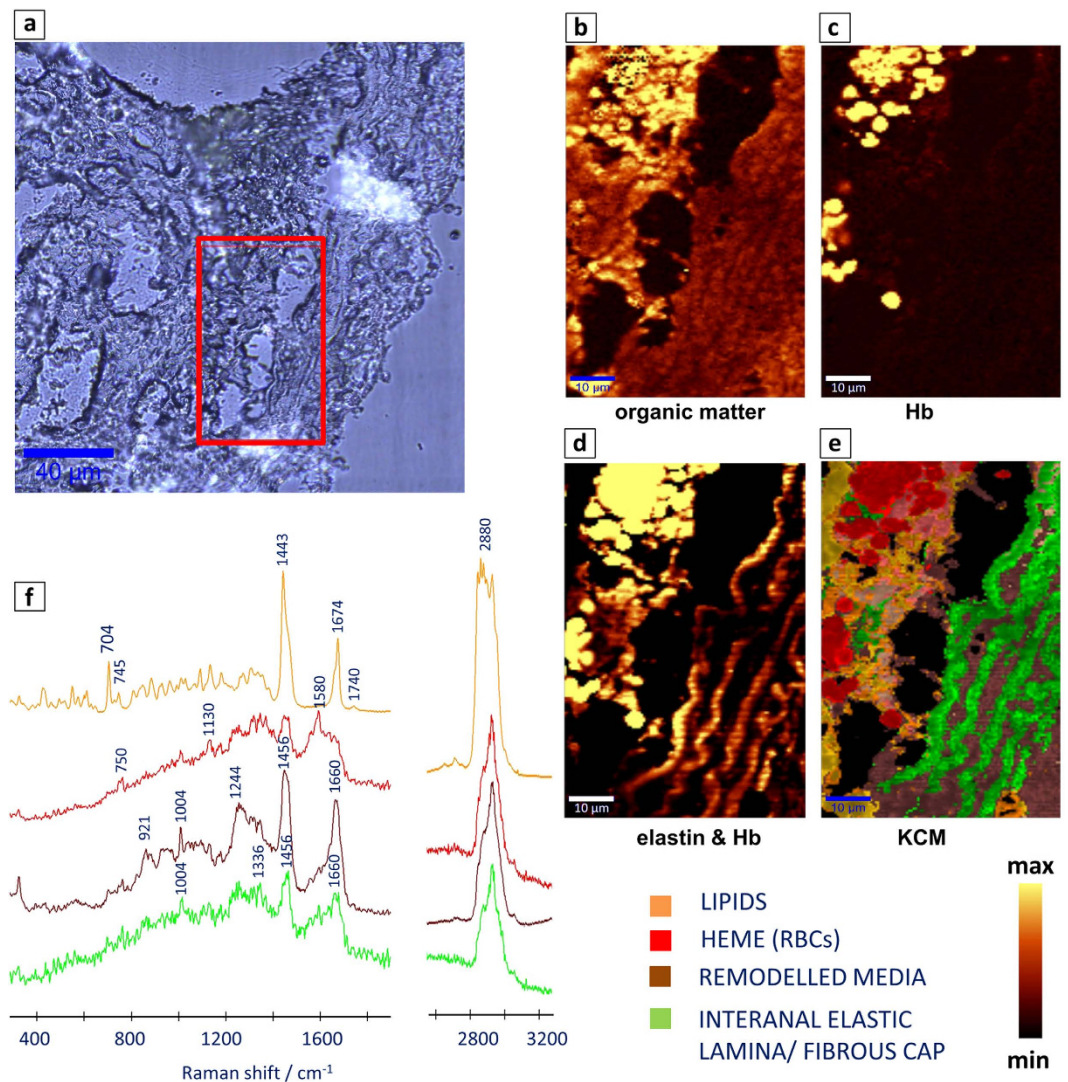 a
40 µm
b
10 µm
organic matter
c
10 µm
Hb
d
10 µm
elastin & Hb
e
10 µm
KCM
f
704
745
1443
1674
1740
2880
750
1130
1580
921
1004
1244
1456
1660
1004
1336
1456
1660
400
800
1200
1600
2800
3200
Raman shift / cm⁻¹
LIPIDS
HEME (RBCs)
REMODELLED MEDIA
INTERANAL ELASTIC
LAMINA/ FIBROUS CAP
max
min